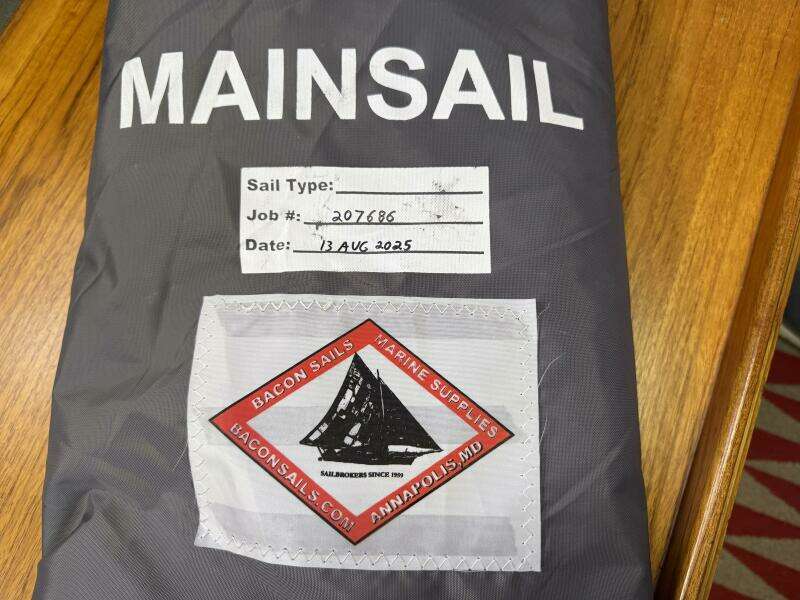 MAINSAIL
Sail Type:
Job #: 207686
Date: 13 AUG 2025
BACON SAILS
MARINE SUPPLIES
SAILBROKERS SINCE 1959
BACONSAILS.COM
ANNAPOLIS, MD